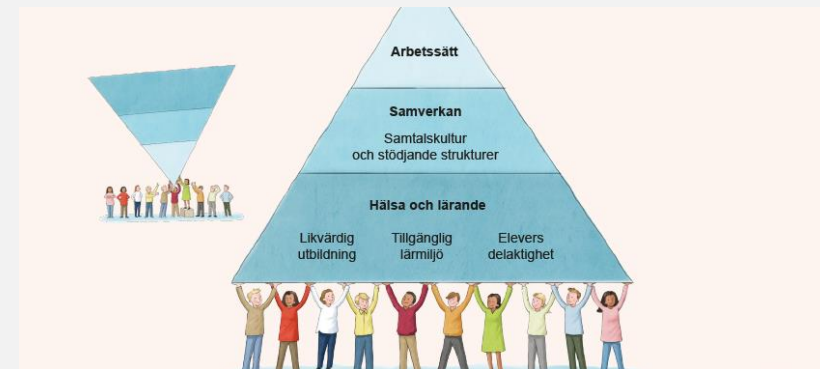 Arbetssätt
Samverkan
Samtalskultur
och stödjande strukturer
Hälsa och lärande
Likvärdig
utbildning
Tillgänglig
lärmiljö
Elevers
delaktighet